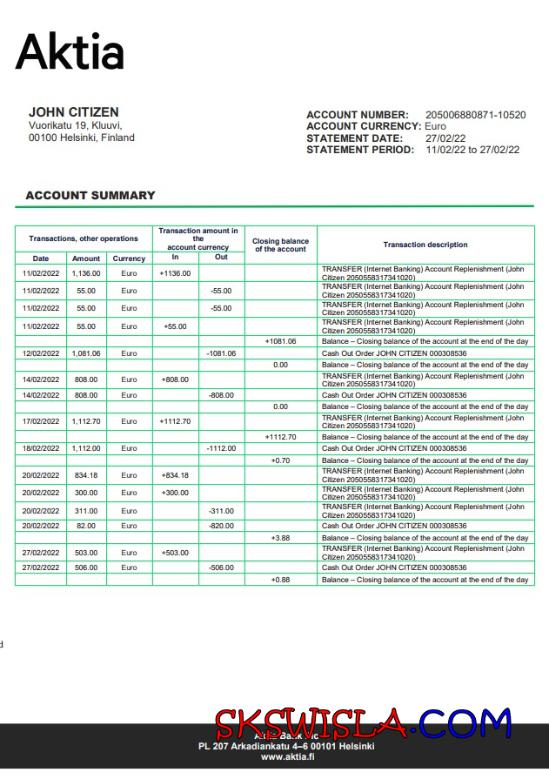 Aktia
JOHN CITIZEN
Vuorikatu 19, Kluuvi,
00100 Helsinki, Finland
ACCOUNT NUMBER: 205006880871-10520
ACCOUNT CURRENCY: Euro
STATEMENT DATE: 27/02/22
STATEMENT PERIOD: 11/02/22 to 27/02/22
ACCOUNT SUMMARY
Transactions, other operations
Transaction amount in
the
account currency
Closing balance
of the account
Transaction description
Date Amount Currency In Out
11/02/2022 1,136.00 Euro +1136.00 TRANSFER (Internet Banking) Account Replenishment (John
Citizen 2050558317341020)
11/02/2022 55.00 Euro -55.00 TRANSFER (Internet Banking) Account Replenishment (John
Citizen 2050558317341020)
11/02/2022 55.00 Euro -55.00 TRANSFER (Internet Banking) Account Replenishment (John
Citizen 2050558317341020)
11/02/2022 55.00 Euro +55.00 TRANSFER (Internet Banking) Account Replenishment (John
Citizen 2050558317341020)
+1081.06 Balance – Closing balance of the account at the end of the day
12/02/2022 1,081.06 Euro -1081.06 Cash Out Order JOHN CITIZEN 000308536
0.00 Balance – Closing balance of the account at the end of the day
14/02/2022 808.00 Euro +808.00 TRANSFER (Internet Banking) Account Replenishment (John
Citizen 2050558317341020)
14/02/2022 808.00 Euro -808.00 Cash Out Order JOHN CITIZEN 000308536
0.00 Balance – Closing balance of the account at the end of the day
17/02/2022 1,112.70 Euro +1112.70 TRANSFER (Internet Banking) Account Replenishment (John
Citizen 2050558317341020)
+1112.70 Balance – Closing balance of the account at the end of the day
18/02/2022 1,112.00 Euro -1112.00 Cash Out Order JOHN CITIZEN 000308536
+0.70 Balance – Closing balance of the account at the end of the day
20/02/2022 834.18 Euro +834.18 TRANSFER (Internet Banking) Account Replenishment (John
Citizen 2050558317341020)
20/02/2022 300.00 Euro +300.00 TRANSFER (Internet Banking) Account Replenishment (John
Citizen 2050558317341020)
20/02/2022 311.00 Euro -311.00 TRANSFER (Internet Banking) Account Replenishment (John
Citizen 2050558317341020)
20/02/2022 82.00 Euro -820.00 Cash Out Order JOHN CITIZEN 000308536
+3.88 Balance – Closing balance of the account at the end of the day
27/02/2022 503.00 Euro +503.00 TRANSFER (Internet Banking) Account Replenishment (John
Citizen 2050558317341020)
27/02/2022 506.00 Euro -506.00 Cash Out Order JOHN CITIZEN 000308536
+0.88 Balance – Closing balance of the account at the end of the day
d
SKSWISLA.COM
PL 207 Arkadiankatu 4–6 00101 Helsinki
www.aktia.fi